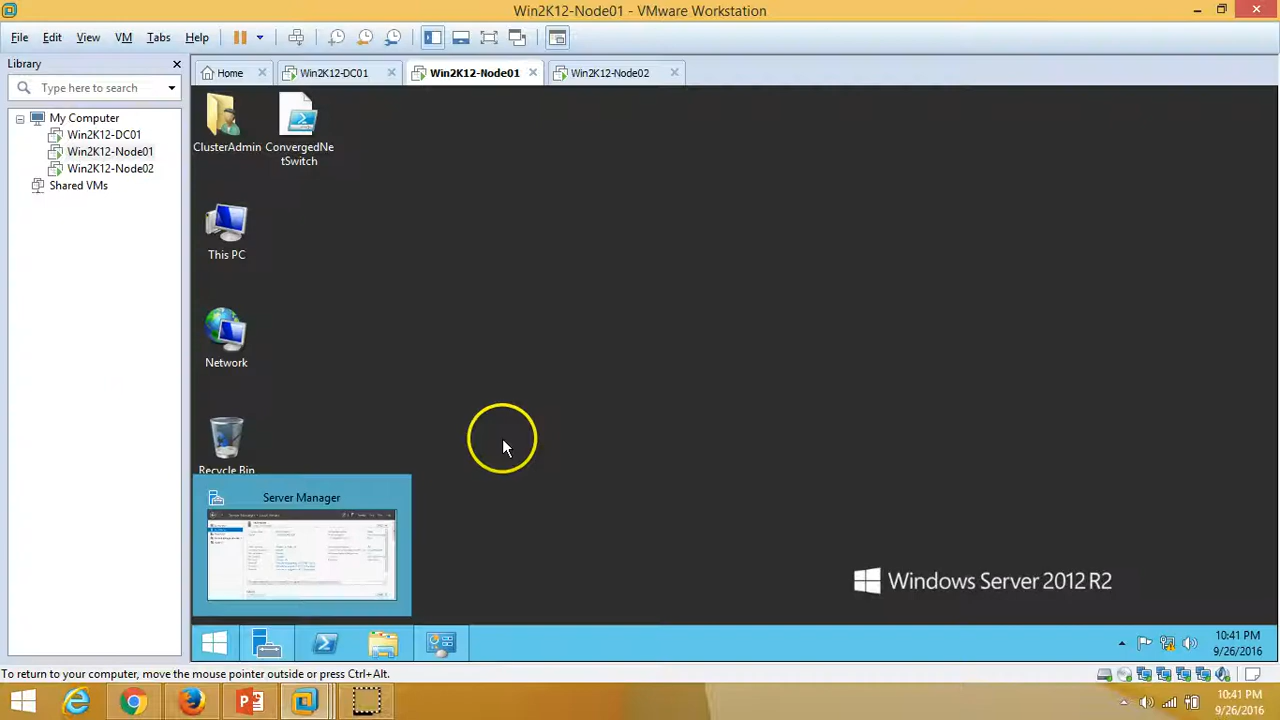 Win2K12-Node01 - VMware Workstation
File Edit View VM Tabs Help
Library
Type here to search
My Computer
Win2K12-DC01
Win2K12-Node01
Win2K12-Node02
Shared VMs
Home
Win2K12-DC01
Win2K12-Node01
Win2K12-Node02
ClusterAdmin
ConvergedNe
tSwitch
This PC
Network
Recycle Bin
Server Manager
Windows Server 2012 R2
10:41 PM
9/26/2016
To return to your computer, move the mouse pointer outside or press Ctrl+Alt.
10:41 PM
9/26/2016